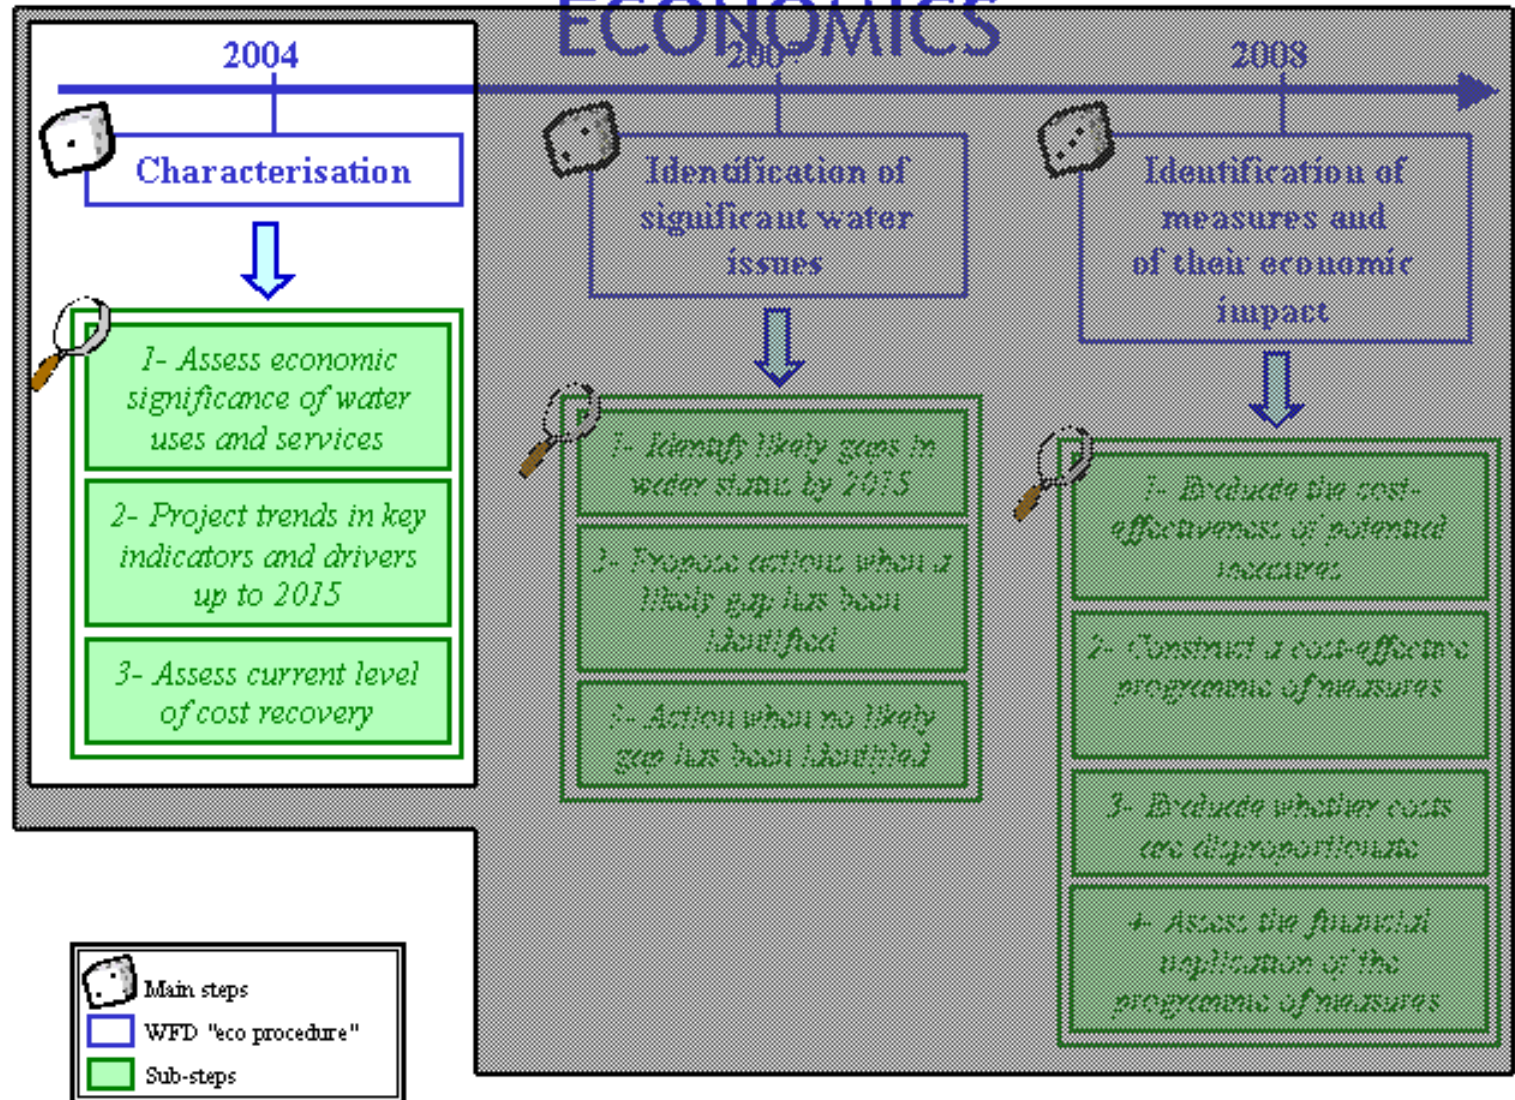 ECONOMICS
2004
2008
Characterisation
1- Assess economic
significance of water
uses and services
2- Project trends in key
indicators and drivers
up to 2015
3- Assess current level
of cost recovery
Identification of
significant water
issues
1- Identify likely gaps in
water status by 2015
Propose actions when a
likely gap has been
identified
Action when no likely
gap has been identified
Identification of
measures and
of their economic
impact
1- Evaluate the cost-
effectiveness of potential
measures
2- Construct a cost-effective
programme of measures
3- Evaluate whether costs
are disproportionate
4- Assess the financial
implication of the
programme of measures
Main steps
WFD "eco procedure"
Sub-steps